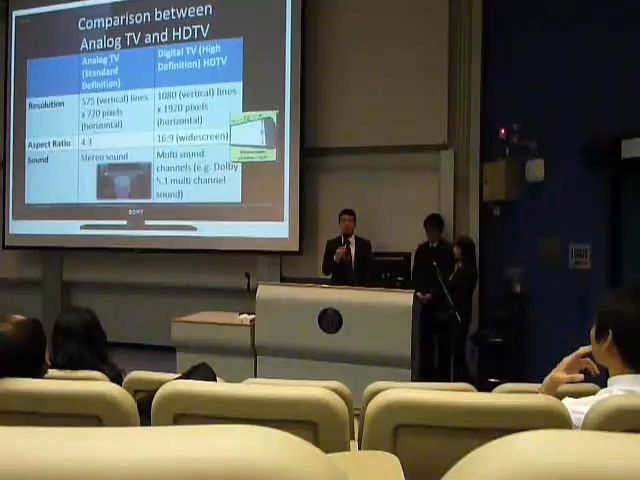 Comparison between
Analog TV and HDTV
Analog TV
(Standard
Definition)
Digital TV (High
Definition) HDTV
Resolution
575 (vertical) lines
x 720 pixels
(horizontal)
1080 (vertical) lines
x 1920 pixels
(horizontal)
Aspect Ratio
4:3
16:9 (widescreen)
Sound
Stereo sound
Multi sound
channels (e.g. Dolby
5.1 multi channel
sound)
SONY